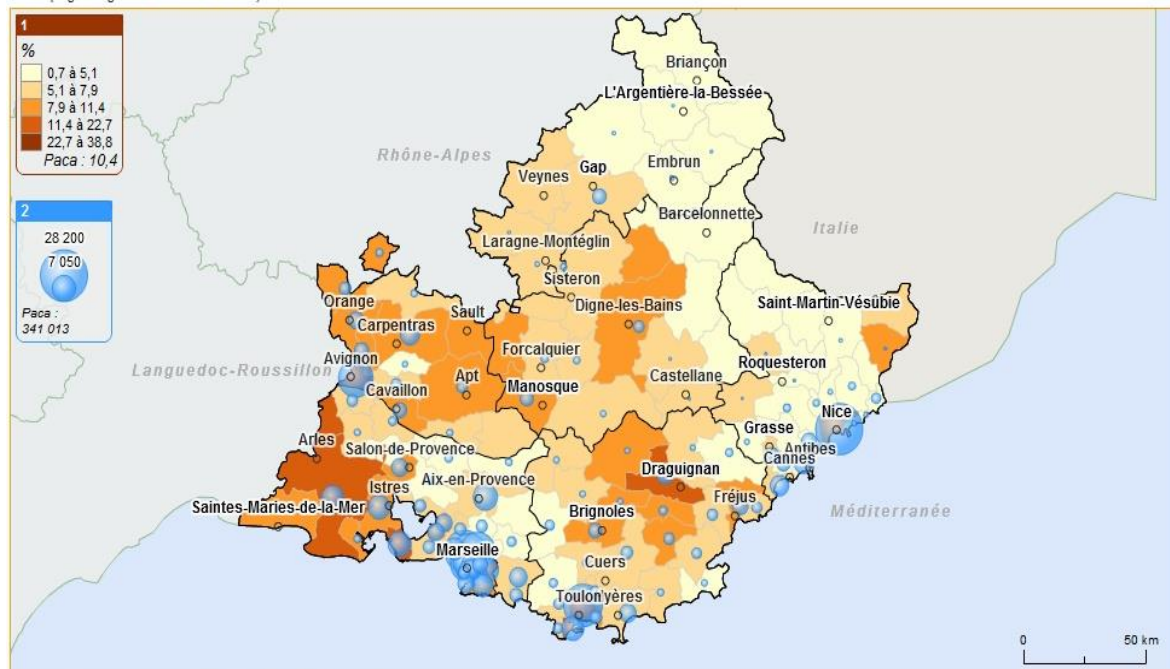 1
%
0,7 à 5,1
5,1 à 7,9
7,9 à 11,4
11,4 à 22,7
22,7 à 38,8
Paca : 10,4
2
28 200
7 050
Paca :
341 013
Briançon
L'Argentière-la-Bessée
Rhône-Alpes
Embrun
Gap
Veynes
Barcelonnette
Italie
Laragne-Montéglin
Sisteron
Saint-Martin-Vésubie
Orange
Sault
Digne-les-Bains
Carpentras
Avignon
Forcalquier
Roquesteron
Languedoc-Roussillon
Apt
Castellane
Cavaillon
Manosque
Nice
Grasse
Arles
Salon-de-Provence
Antibes
Cannes
Aix-en-Provence
Draguignan
Istres
Fréjus
Saintes-Maries-de-la-Mer
Brignoles
Méditerranée
Marseille
Cuers
Toulon
yères
0
50 km